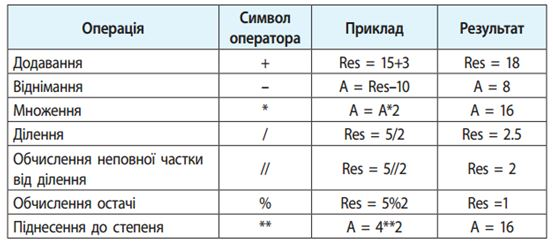 Операція Символ оператора Приклад Результат
Додавання + Res = 15+3 Res = 18
Віднімання – A = Res–10 A = 8
Множення * A = A*2 A = 16
Ділення / Res = 5/2 Res = 2.5
Обчислення неповної частки від ділення // Res = 5//2 Res = 2
Обчислення остачі % Res = 5%2 Res =1
Піднесення до степеня ** A = 4**2 A = 16